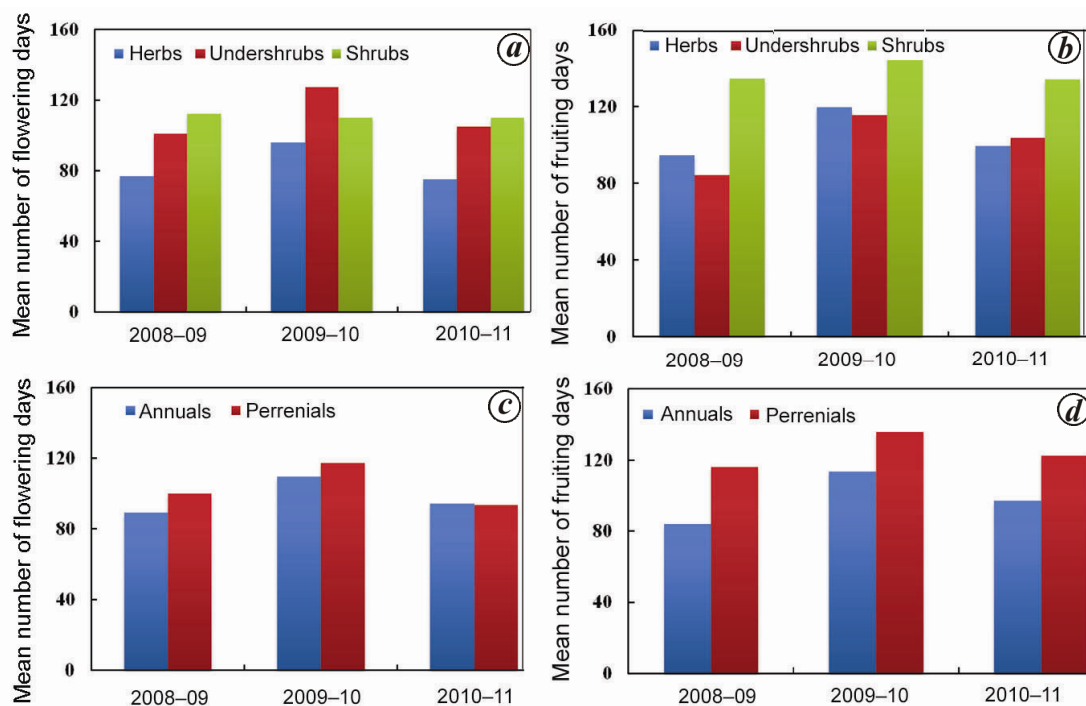 Mean number of flowering days
160
120
80
40
0
Herbs Undershrubs Shrubs
a
2008–09 2009–10 2010–11
Mean number of fruiting days
160
120
80
40
0
Herbs Undershrubs Shrubs
b
2008–09 2009–10 2010–11
Mean number of flowering days
160
120
80
40
0
Annuals Perrenials
c
2008–09 2009–10 2010–11
Mean number of fruiting days
160
120
80
40
0
Annuals Perrenials
d
2008–09 2009–10 2010–11